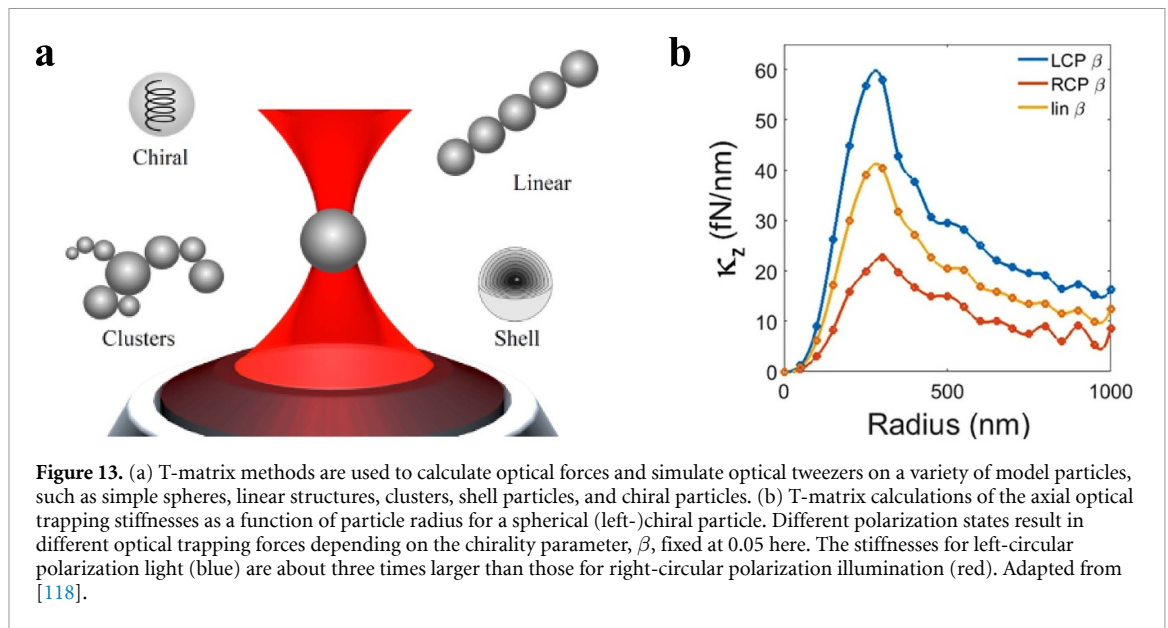 a
Chiral
Linear
Clusters
Shell
b
LCP β
RCP β
lin β
κz (fN/nm)
60
50
40
30
20
10
0
0 500 1000
Radius (nm)
Figure 13. (a) T-matrix methods are used to calculate optical forces and simulate optical tweezers on a variety of model particles,
such as simple spheres, linear structures, clusters, shell particles, and chiral particles. (b) T-matrix calculations of the axial optical
trapping stiffnesses as a function of particle radius for a spherical (left-)chiral particle. Different polarization states result in
different optical trapping forces depending on the chirality parameter, β, fixed at 0.05 here. The stiffnesses for left-circular
polarization light (blue) are about three times larger than those for right-circular polarization illumination (red). Adapted from
[118].